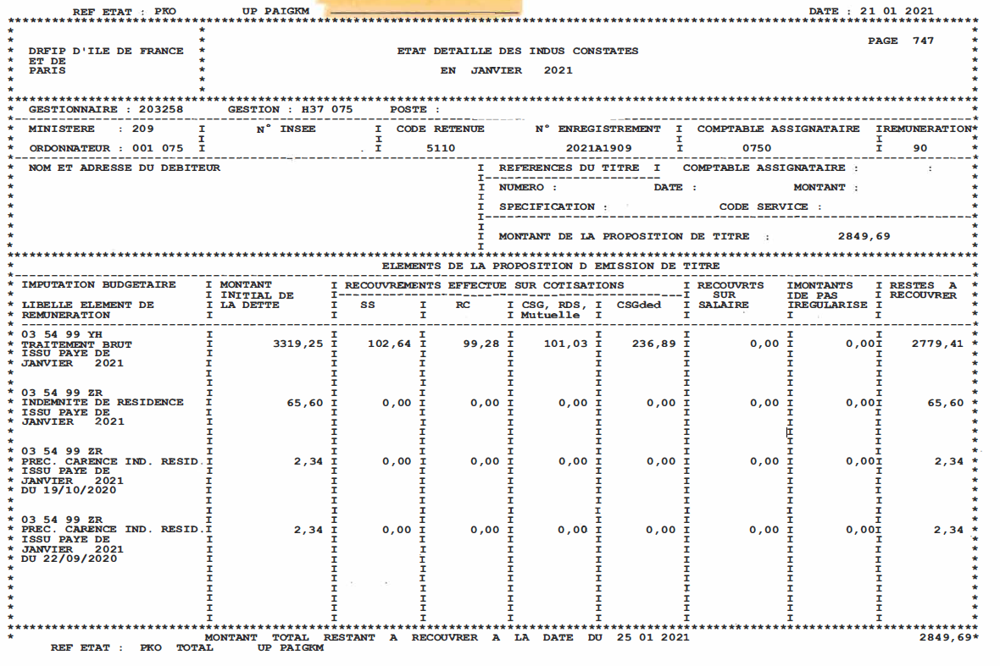 REF ETAT : PKO UP PAIGKM DATE : 21 01 2021
PAGE 747
DRFIP D'ILE DE FRANCE ETAT DETAILLE DES INDUS CONSTATES
ET DE
PARIS EN JANVIER 2021
GESTIONNAIRE : 203258 GESTION : H37 075 POSTE :
MINISTERE : 209 I N° INSEE I CODE RETENUE N° ENREGISTREMENT I COMPTABLE ASSIGNATAIRE IREMUNERATION
ORDONNATEUR : 001 075 I I 5110 2021A1909 I 0750 I 90
NOM ET ADRESSE DU DEBITEUR I REFERENCES DU TITRE I COMPTABLE ASSIGNATAIRE : :
I NUMERO : DATE : MONTANT :
I SPECIFICATION : CODE SERVICE :
I MONTANT DE LA PROPOSITION DE TITRE : 2849,69
ELEMENTS DE LA PROPOSITION D EMISSION DE TITRE
IMPUTATION BUDGETAIRE I MONTANT I RECOUVREMENTS EFFECTUE SUR COTISATIONS I RECOUVRTS IMONTANTS I RESTES A
I INITIAL DE I I SUR IDE PAS I RECOUVRER
LIBELLE ELEMENT DE I LA DETTE I SS I RC I CSG, RDS, I CSGded I SALAIRE IREGULARISE I
REMUNERATION I I I I Mutuelle I I I I
03 54 99 YH
TRAITEMENT BRUT I 3319,25 I 102,64 I 99,28 I 101,03 I 236,89 I 0,00 I 0,00I 2779,41
ISSU PAYE DE
JANVIER 2021
03 54 99 ZR
INDEMNITE DE RESIDENCE I 65,60 I 0,00 I 0,00 I 0,00 I 0,00 I 0,00 I 0,00I 65,60
ISSU PAYE DE
JANVIER 2021
03 54 99 ZR
PREC. CARENCE IND. RESID.I 2,34 I 0,00 I 0,00 I 0,00 I 0,00 I 0,00 I 0,00I 2,34
ISSU PAYE DE
JANVIER 2021
DU 19/10/2020
03 54 99 ZR
PREC. CARENCE IND. RESID.I 2,34 I 0,00 I 0,00 I 0,00 I 0,00 I 0,00 I 0,00I 2,34
ISSU PAYE DE
JANVIER 2021
DU 22/09/2020
MONTANT TOTAL RESTANT A RECOUVRER A LA DATE DU 25 01 2021 2849,69
REF ETAT : PKO TOTAL UP PAIGKM